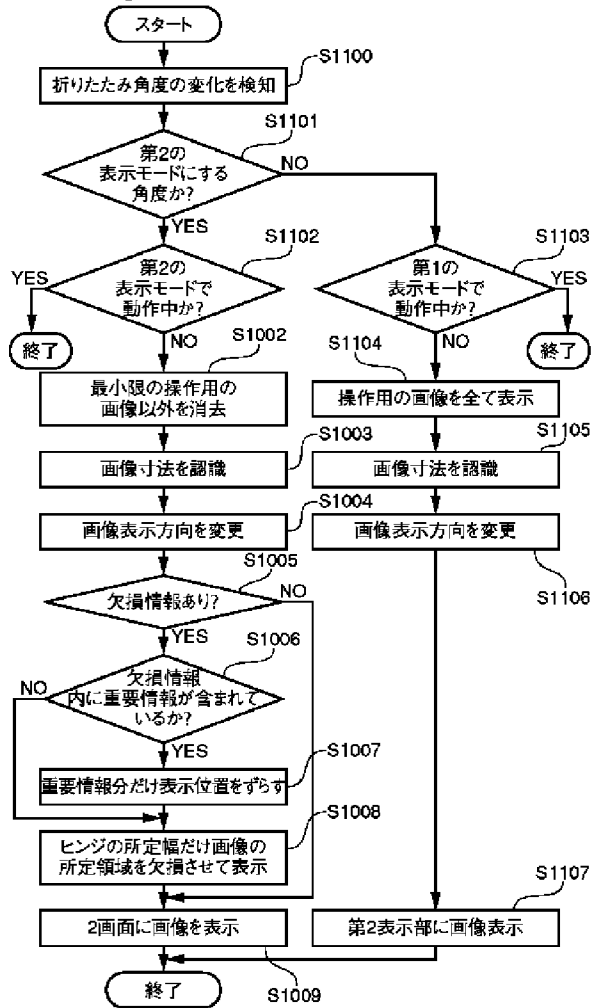 スタート
S1100
折りたたみ角度の変化を検知
S1101
第2の
表示モードにする
角度か?
NO
YES
S1102
第2の
表示モードで
動作中か?
YES
NO
終了
S1103
第1の
表示モードで
動作中か?
YES
NO
終了
S1002
最小限の操作用の
画像以外を消去
S1104
操作用の画像を全て表示
S1003
画像寸法を認識
S1105
画像寸法を認識
S1004
画像表示方向を変更
画像表示方向を変更
S1106
S1005
欠損情報あり?
NO
YES
S1006
欠損情報
内に重要情報が含まれて
いるか?
NO
YES
S1007
重要情報分だけ表示位置をずらす
S1008
ヒンジの所定幅だけ画像の
所定領域を欠損させて表示
S1107
2画面に画像を表示
第2表示部に画像表示
S1009
終了